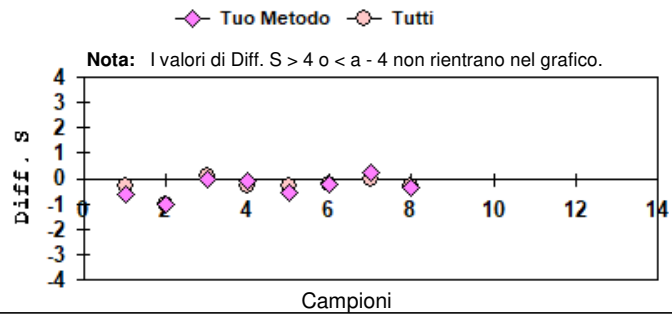 Tuo Metodo Tutti
Nota: I valori di Diff. S > 4 o < a - 4 non rientrano nel grafico.
4
3
2
1
0
-1
-2
-3
-4
Diff. S
0 2 4 6 8 10 12 14
Campioni